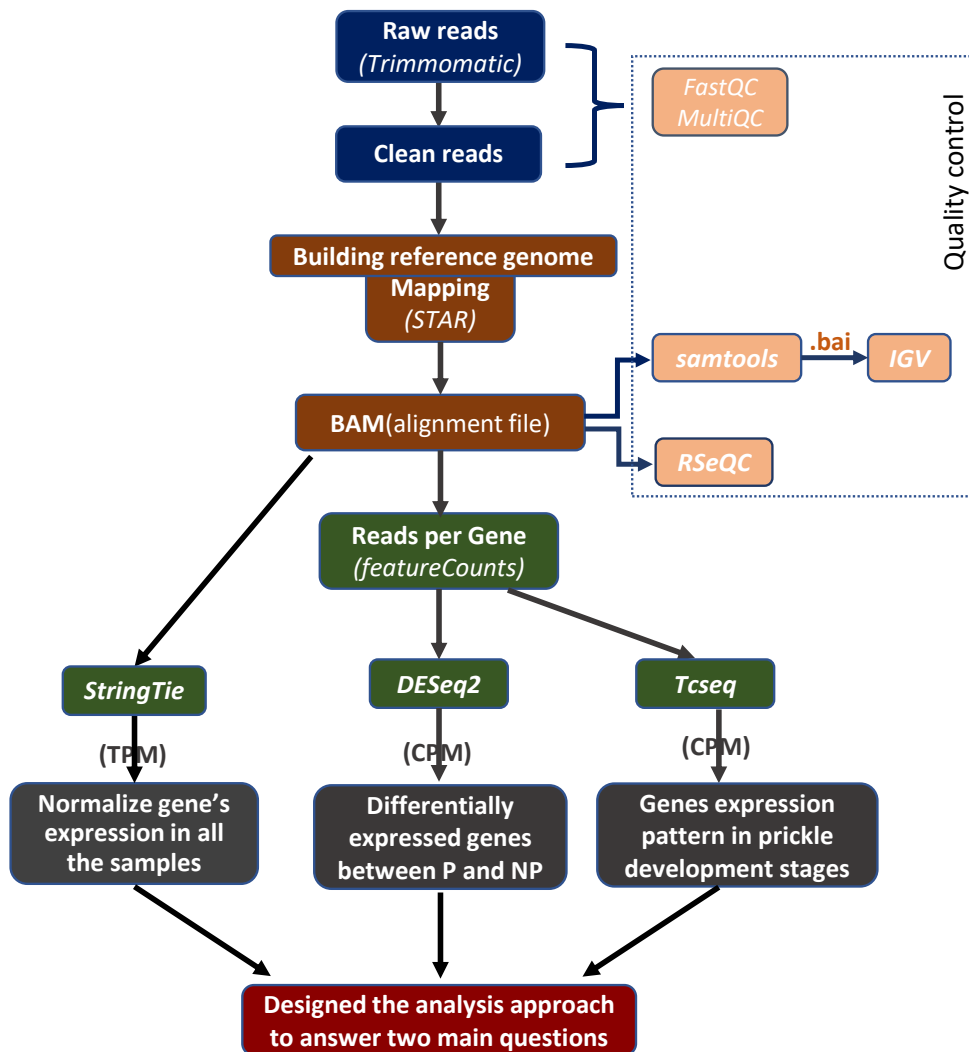 Raw reads
(Trimmomatic)
Clean reads
FastQC
MultiQC
Quality control
Building reference genome
Mapping
(STAR)
samtools
.bai
IGV
BAM(alignment file)
RSeQC
Reads per Gene
(featureCounts)
StringTie
DESeq2
Tcseq
(TPM)
(CPM)
(CPM)
Normalize gene’s
expression in all
the samples
Differentially
expressed genes
between P and NP
Genes expression
pattern in prickle
development stages
Designed the analysis approach
to answer two main questions